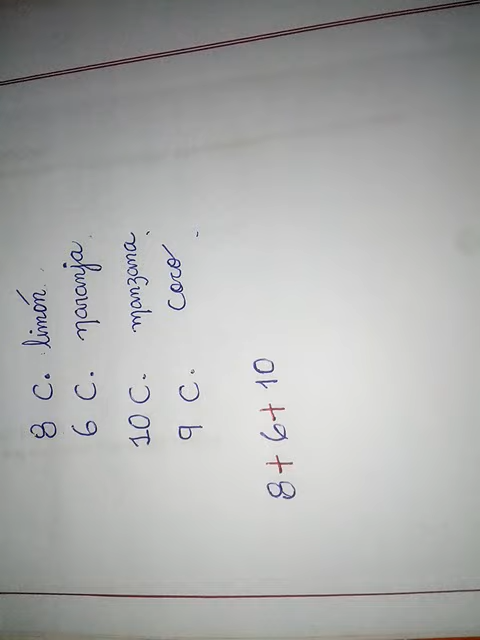 8 C. limón.
6 C. naranja.
10 C. manzana.
9 C. coco
8 + 6 + 10